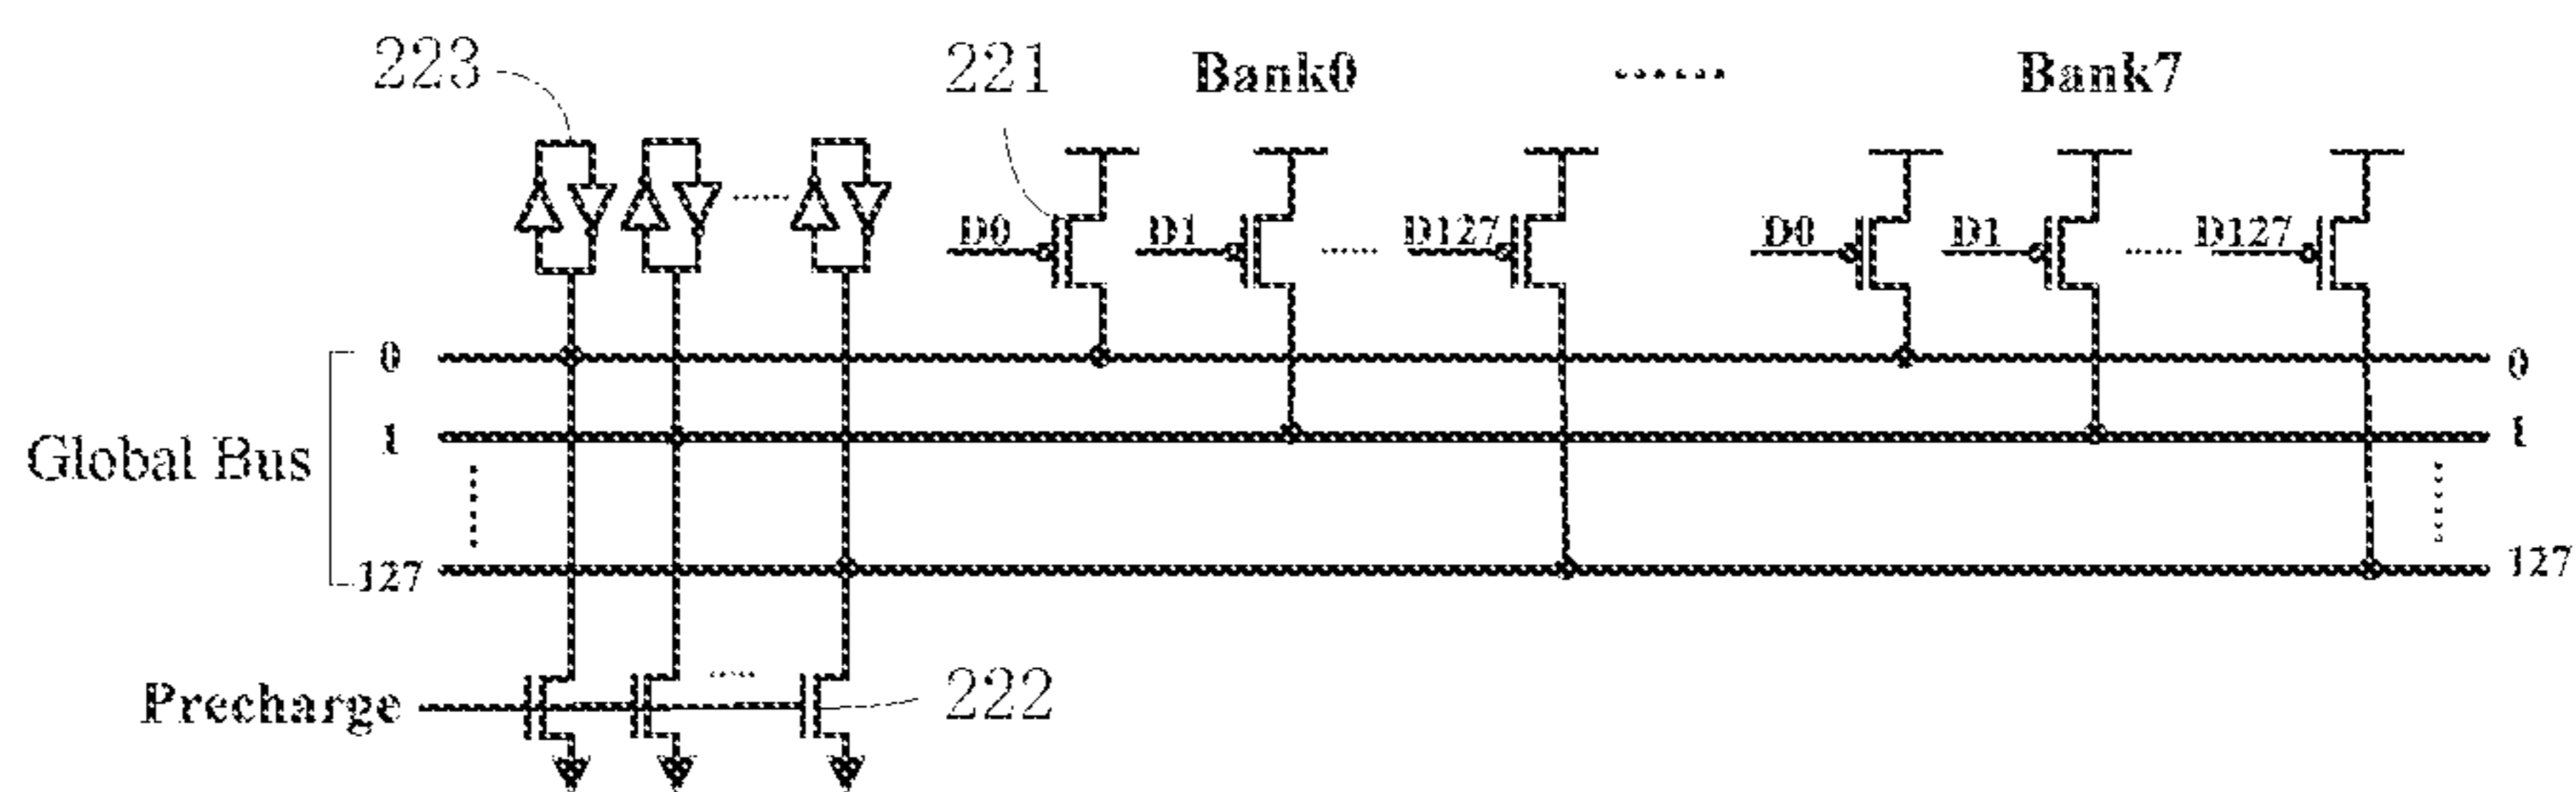 223 221 Bank0 ...... Bank7
D0 D1 ...... D127 D0 D1 ...... D127
0 0
1 1
Global Bus
127 127
Precharge 222